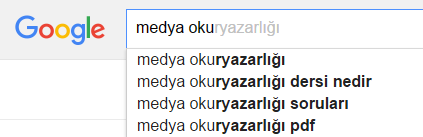 Google
medya okuryazarlığı
medya okuryazarlığı
medya okuryazarlığı dersi nedir
medya okuryazarlığı soruları
medya okuryazarlığı pdf